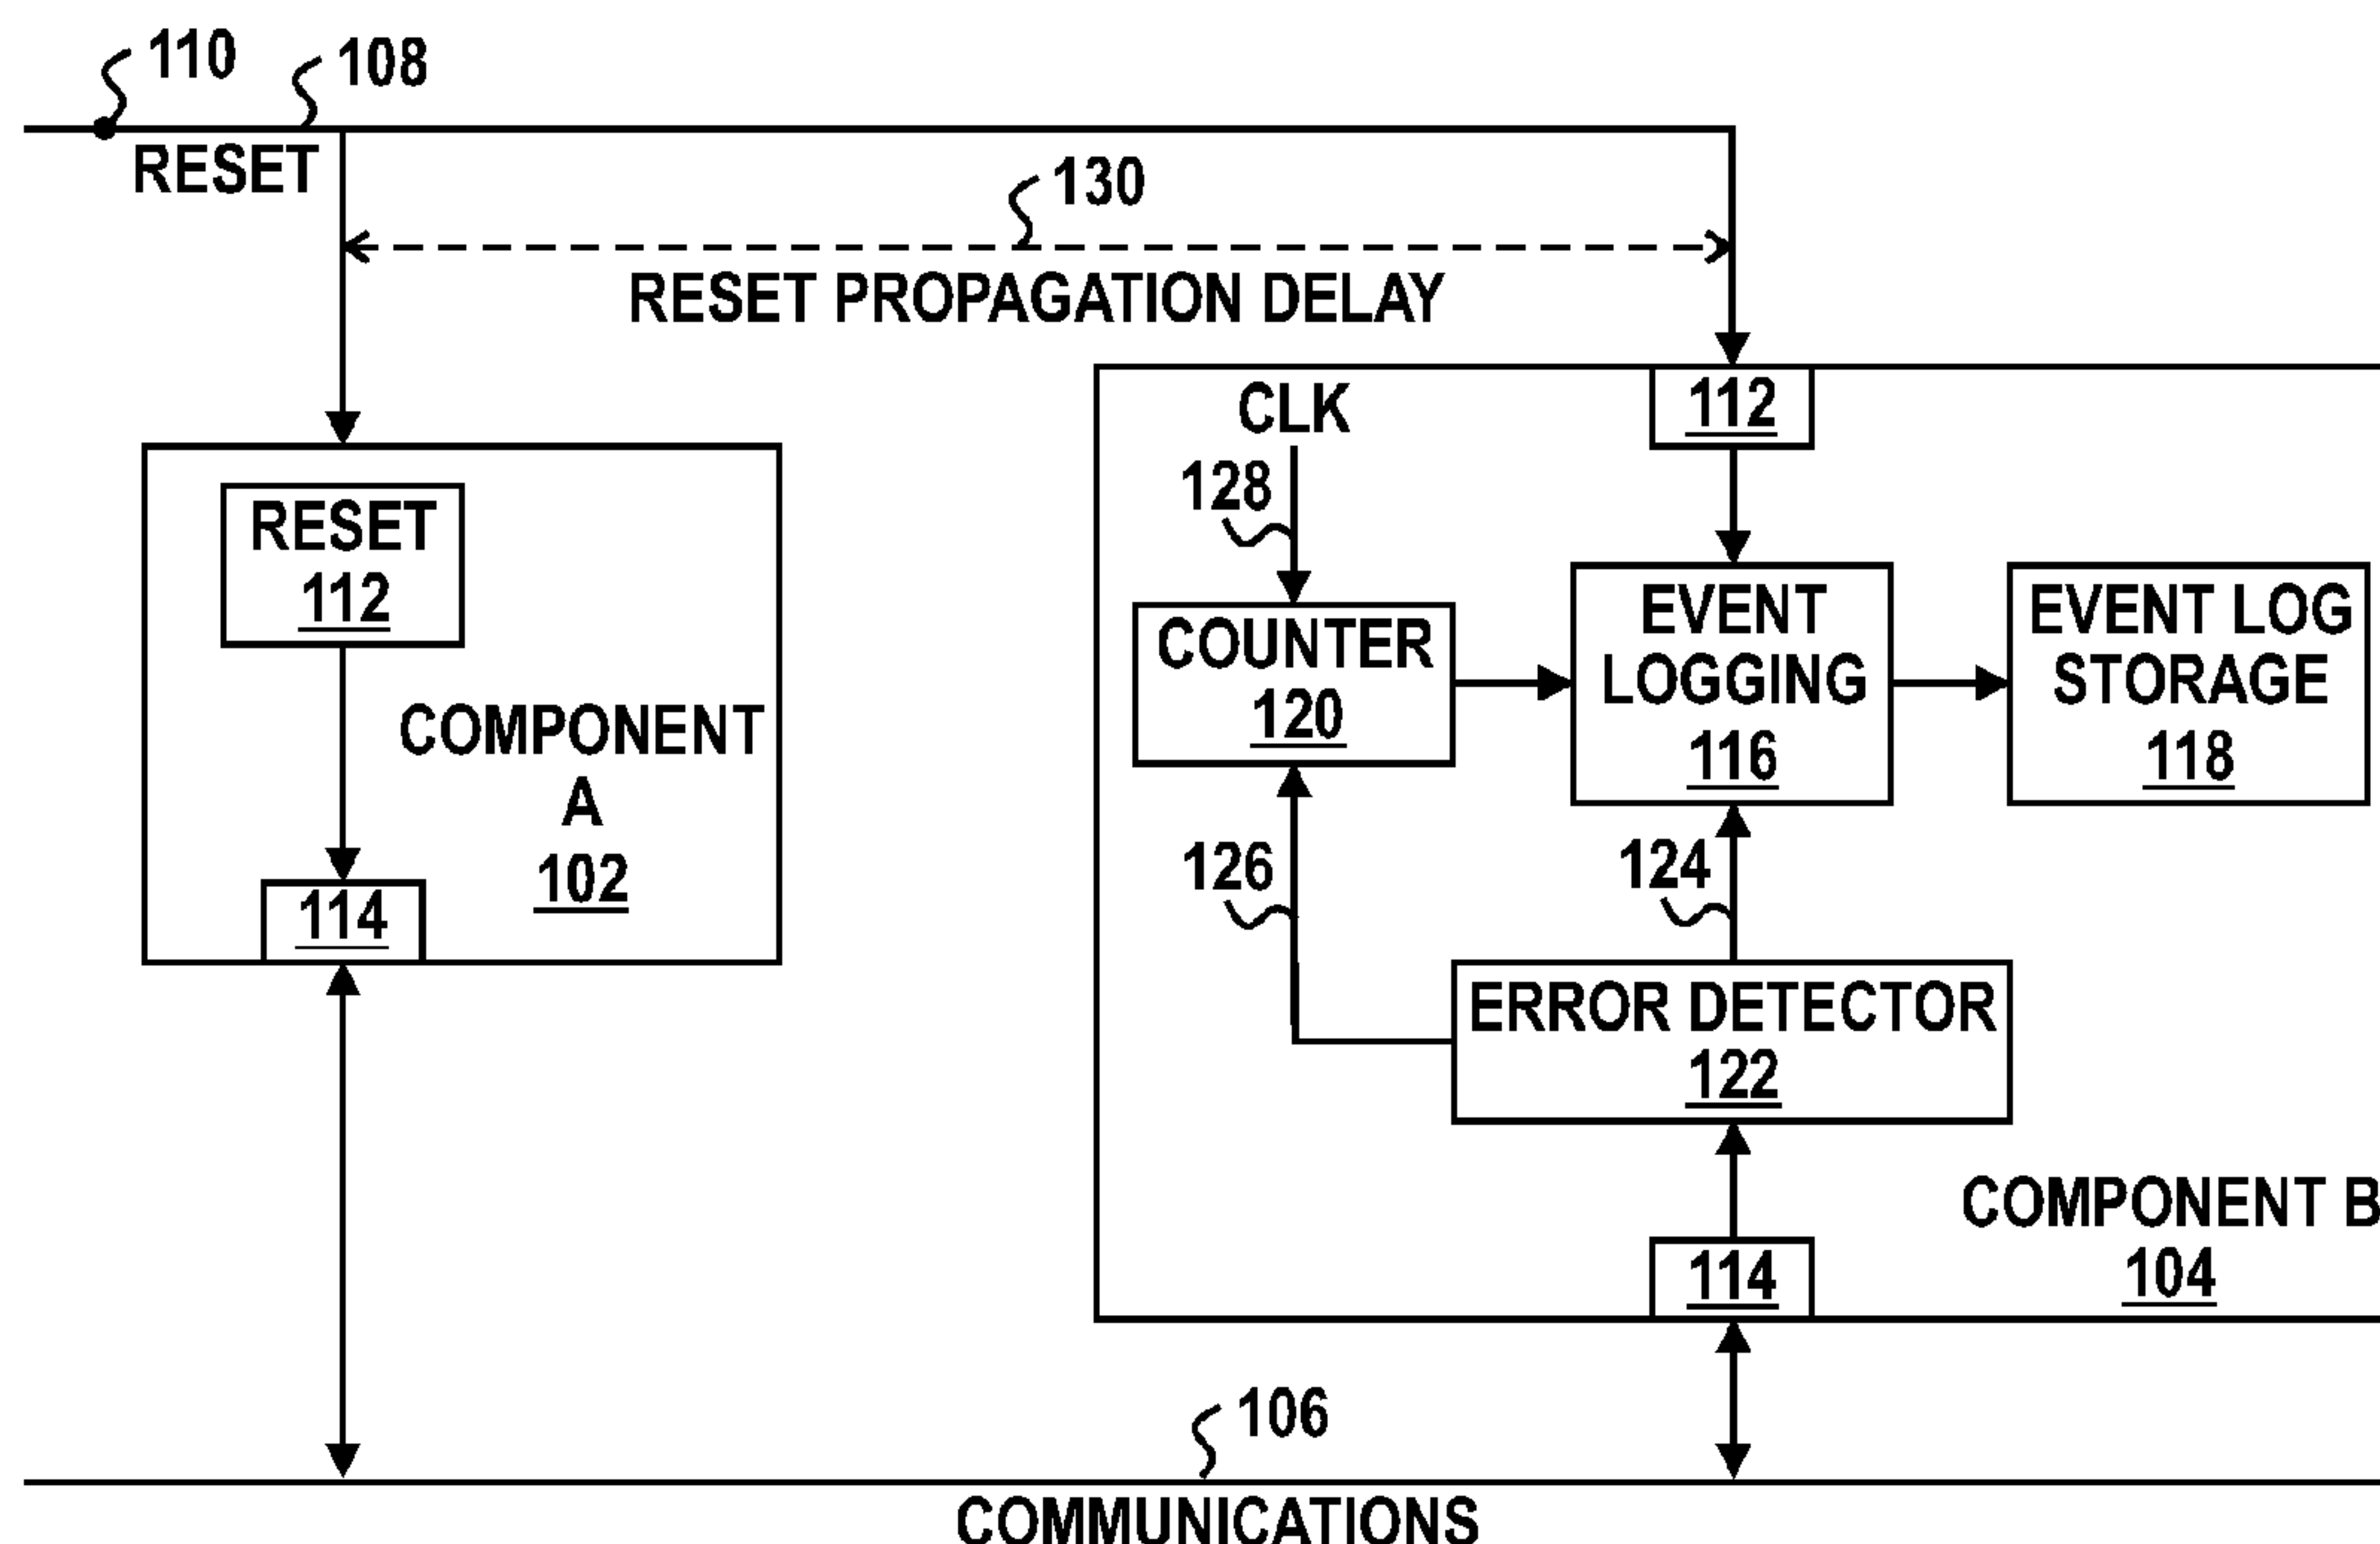 110
108
RESET
130
RESET PROPAGATION DELAY
RESET
112
COMPONENT
A
102
114
CLK
128
112
COUNTER
120
EVENT
LOGGING
116
EVENT LOG
STORAGE
118
126
124
ERROR DETECTOR
122
COMPONENT B
104
114
106
COMMUNICATIONS